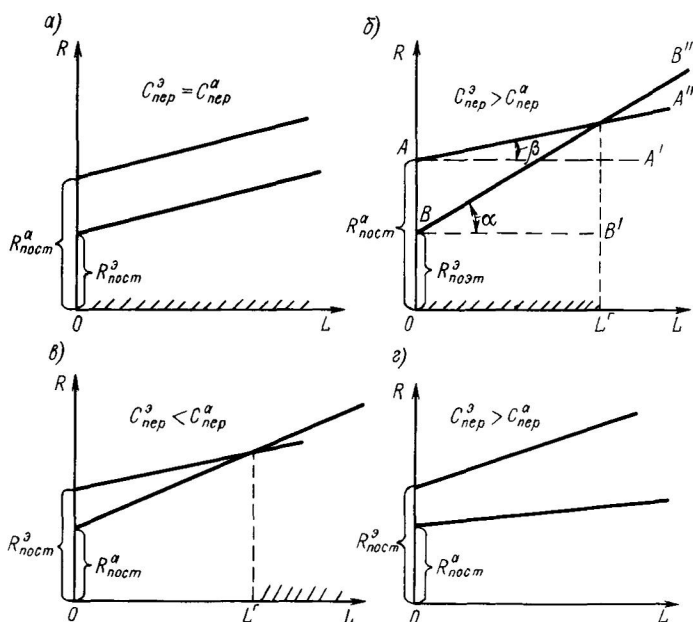 а)
R
C^э_пер = C^а_пер
R^а_пост
R^э_пост
0
L
б)
R
C^э_пер > C^а_пер
B''
A''
A
β
A'
R^а_пост
B
α
B'
R^э_поэт
0
L^г
L
в)
R
C^э_пер < C^а_пер
R^э_пост
R^а_пост
0
L^г
L
г)
R
C^э_пер > C^а_пер
R^э_пост
R^а_пост
0
L